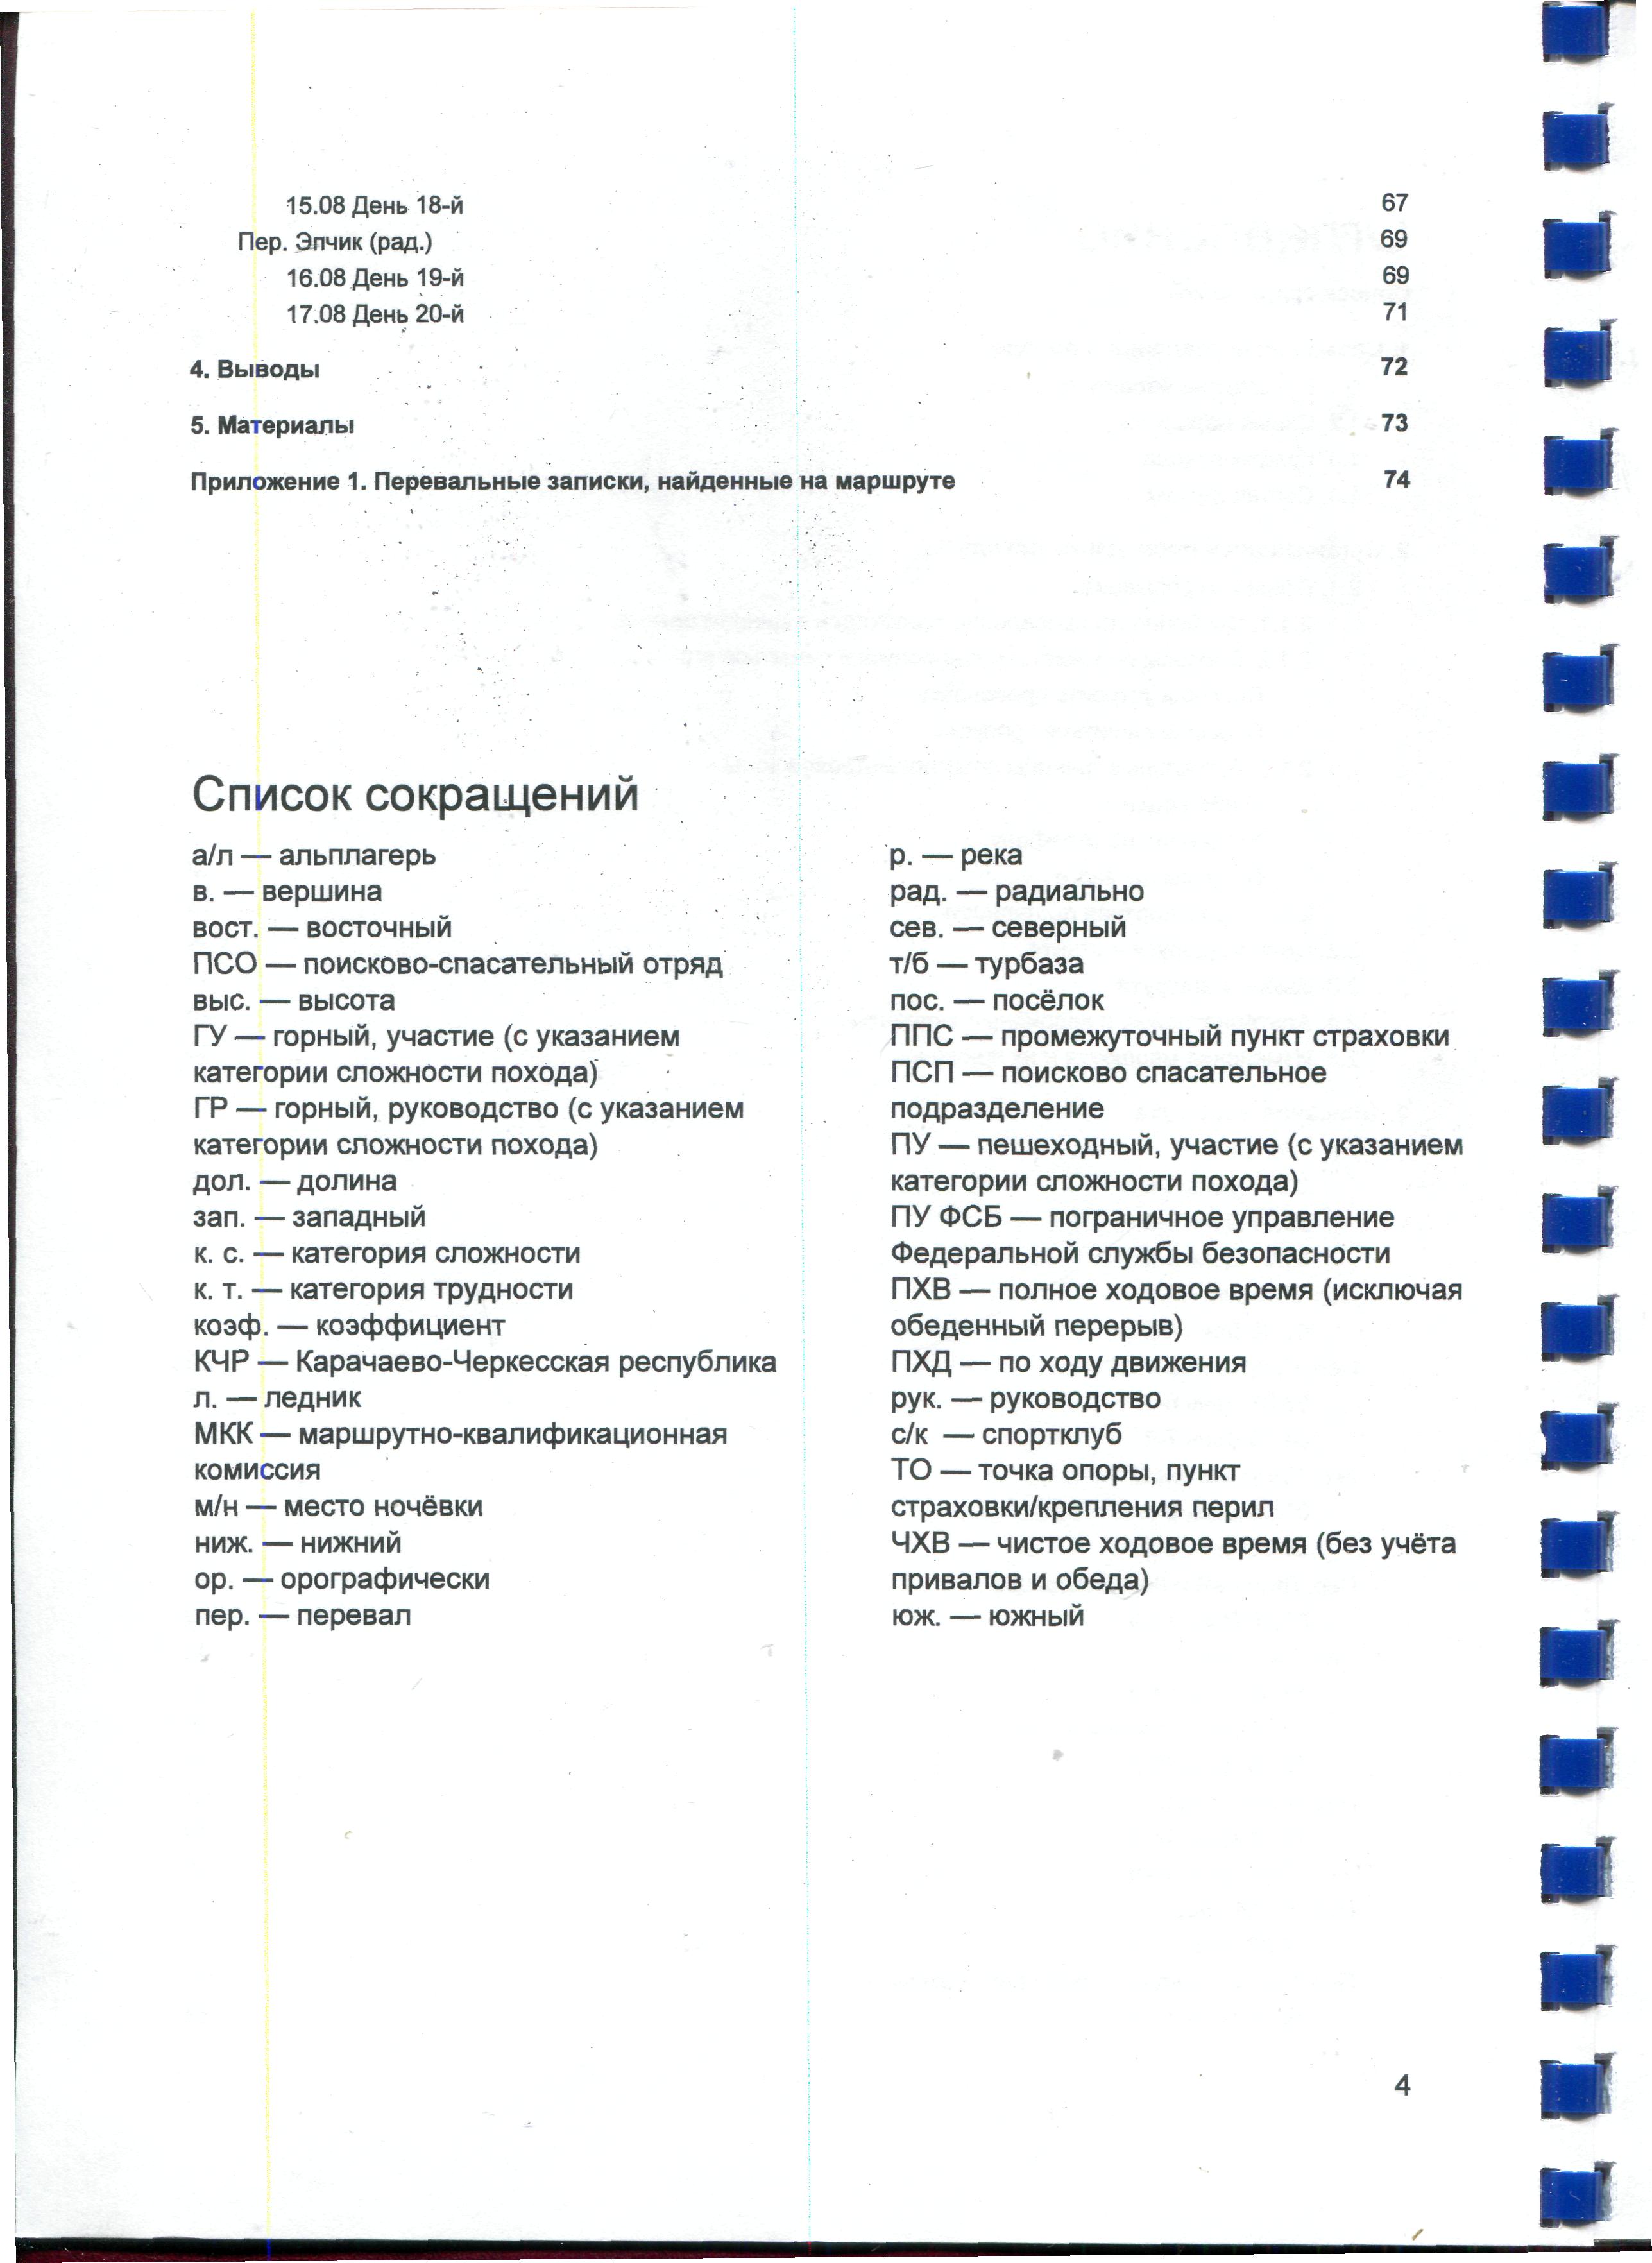 15.08 День 18-й 67
Пер. Эпчик (рад.) 69
16.08 День 19-й 69
17.08 День 20-й 71
4. Выводы 72
5. Материалы 73
Приложение 1. Перевальные записки, найденные на маршруте 74
Список сокращений
а/л — альплагерь
в. — вершина
вост. — восточный
ПСО — поисково-спасательный отряд
выс. — высота
ГУ — горный, участие (с указанием
категории сложности похода)
ГР — горный, руководство (с указанием
категории сложности похода)
дол. — долина
зап. — западный
к. с. — категория сложности
к. т. — категория трудности
коэф. — коэффициент
КЧР — Карачаево-Черкесская республика
л. — ледник
МКК — маршрутно-квалификационная
комиссия
м/н — место ночёвки
ниж. — нижний
ор. — орографически
пер. — перевал
р. — река
рад. — радиально
сев. — северный
т/б — турбаза
пос. — посёлок
ППС — промежуточный пункт страховки
ПСП — поисково спасательное
подразделение
ПУ — пешеходный, участие (с указанием
категории сложности похода)
ПУ ФСБ — пограничное управление
Федеральной службы безопасности
ПХВ — полное ходовое время (исключая
обеденный перерыв)
ПХД — по ходу движения
рук. — руководство
с/к — спортклуб
ТО — точка опоры, пункт
страховки/крепления перил
ЧХВ — чистое ходовое время (без учёта
привалов и обеда)
юж. — южный
4